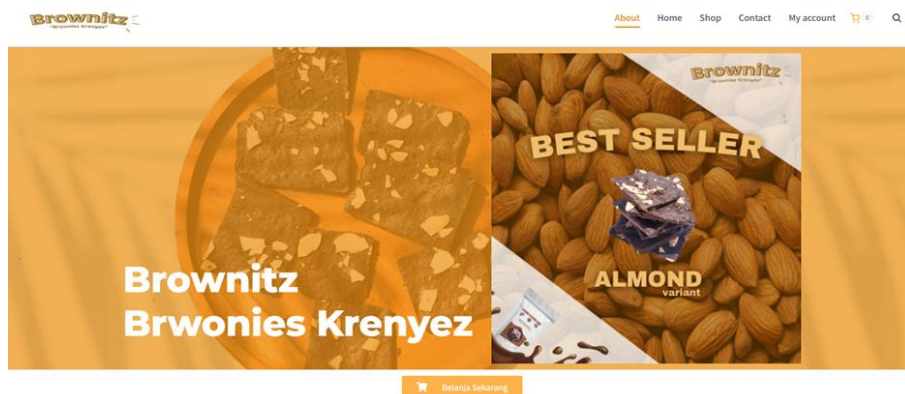 Brownitz
"Brownies Krenyez"
About Home Shop Contact My account 0
Brownitz
"Brownies Krenyez"
BEST SELLER
ALMOND
variant
Brownitz
Brwonies Krenyez
Belanja Sekarang